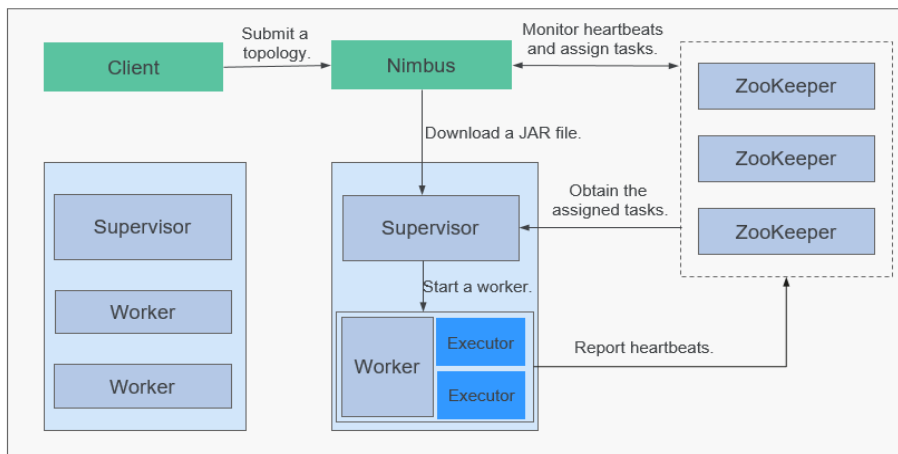 Client
Submit a
topology.
Nimbus
Monitor heartbeats
and assign tasks.
ZooKeeper
ZooKeeper
ZooKeeper
Download a JAR file.
Supervisor
Worker
Worker
Supervisor
Obtain the
assigned tasks.
Start a worker.
Worker
Executor
Executor
Report heartbeats.